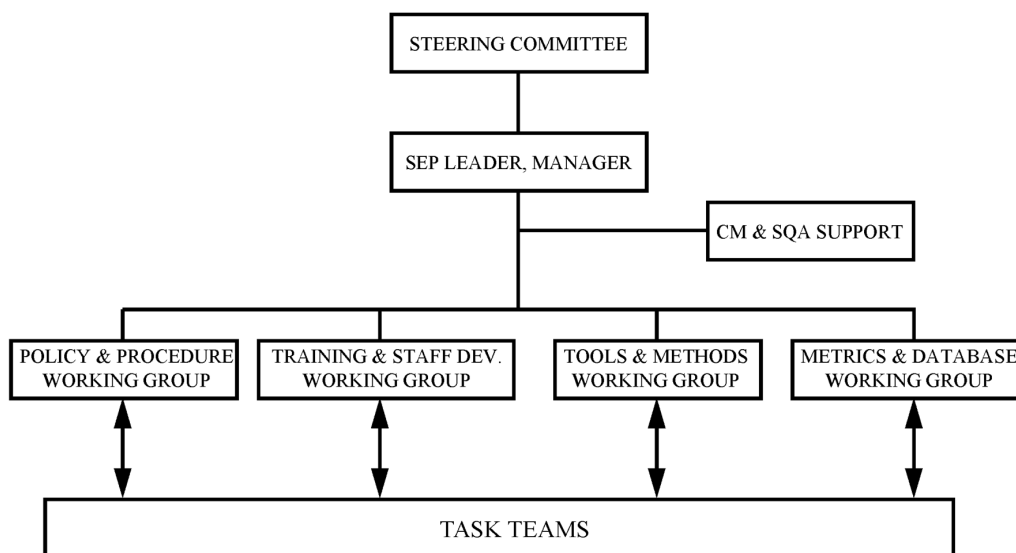 STEERING COMMITTEE
SEP LEADER, MANAGER
CM & SQA SUPPORT
POLICY & PROCEDURE
WORKING GROUP
TRAINING & STAFF DEV.
WORKING GROUP
TOOLS & METHODS
WORKING GROUP
METRICS & DATABASE
WORKING GROUP
TASK TEAMS